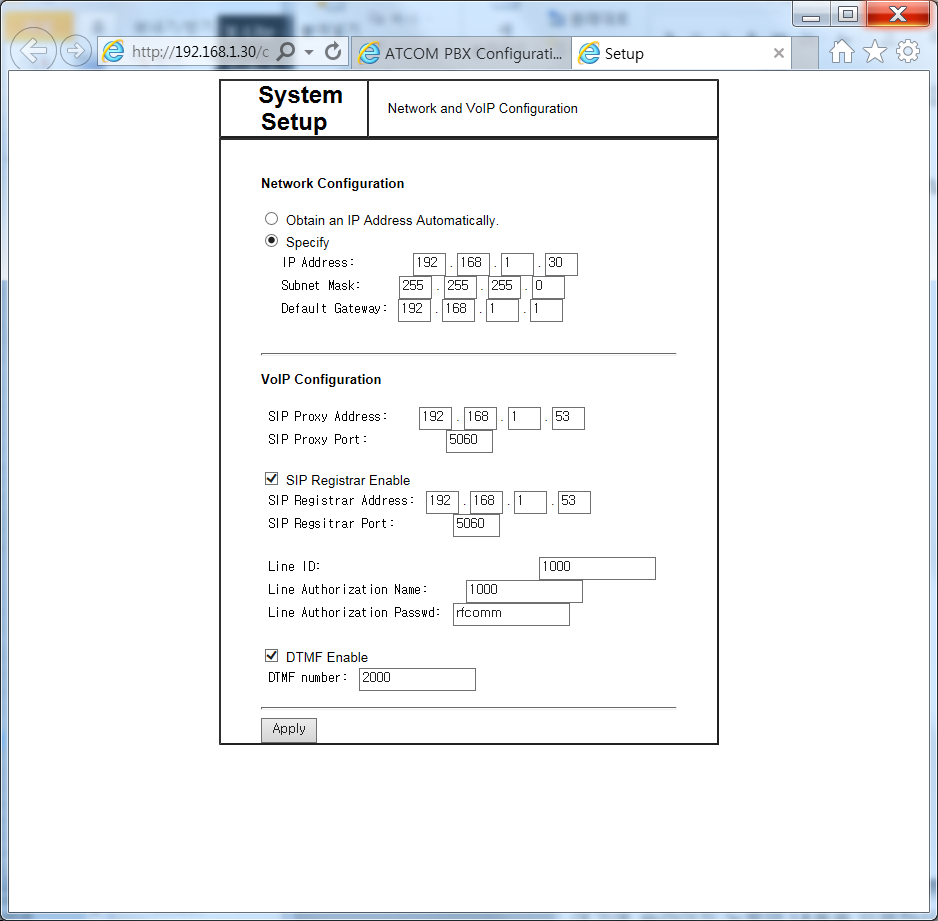 http://192.168.1.30/c
ATCOM PBX Configurati...
Setup
System
Setup
Network and VoIP Configuration
Network Configuration
Obtain an IP Address Automatically.
Specify
IP Address: 192 . 168 . 1 . 30
Subnet Mask: 255 . 255 . 255 . 0
Default Gateway: 192 . 168 . 1 . 1
VoIP Configuration
SIP Proxy Address: 192 . 168 . 1 . 53
SIP Proxy Port: 5060
SIP Registrar Enable
SIP Registrar Address: 192 . 168 . 1 . 53
SIP Regsitrar Port: 5060
Line ID: 1000
Line Authorization Name: 1000
Line Authorization Passwd: rfcomm
DTMF Enable
DTMF number: 2000
Apply